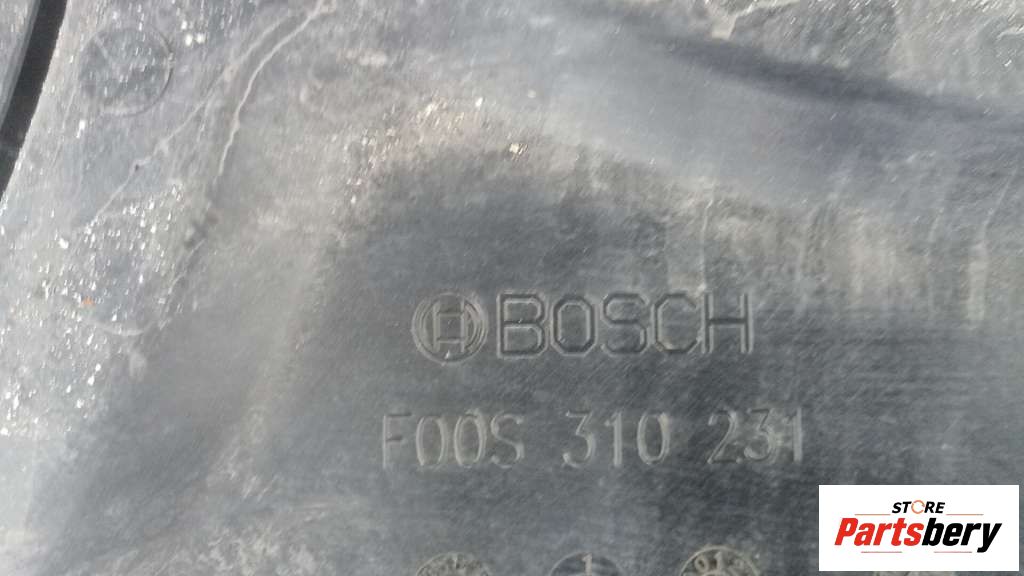 BOSCH
F00S 310 231
STORE
Partsbery